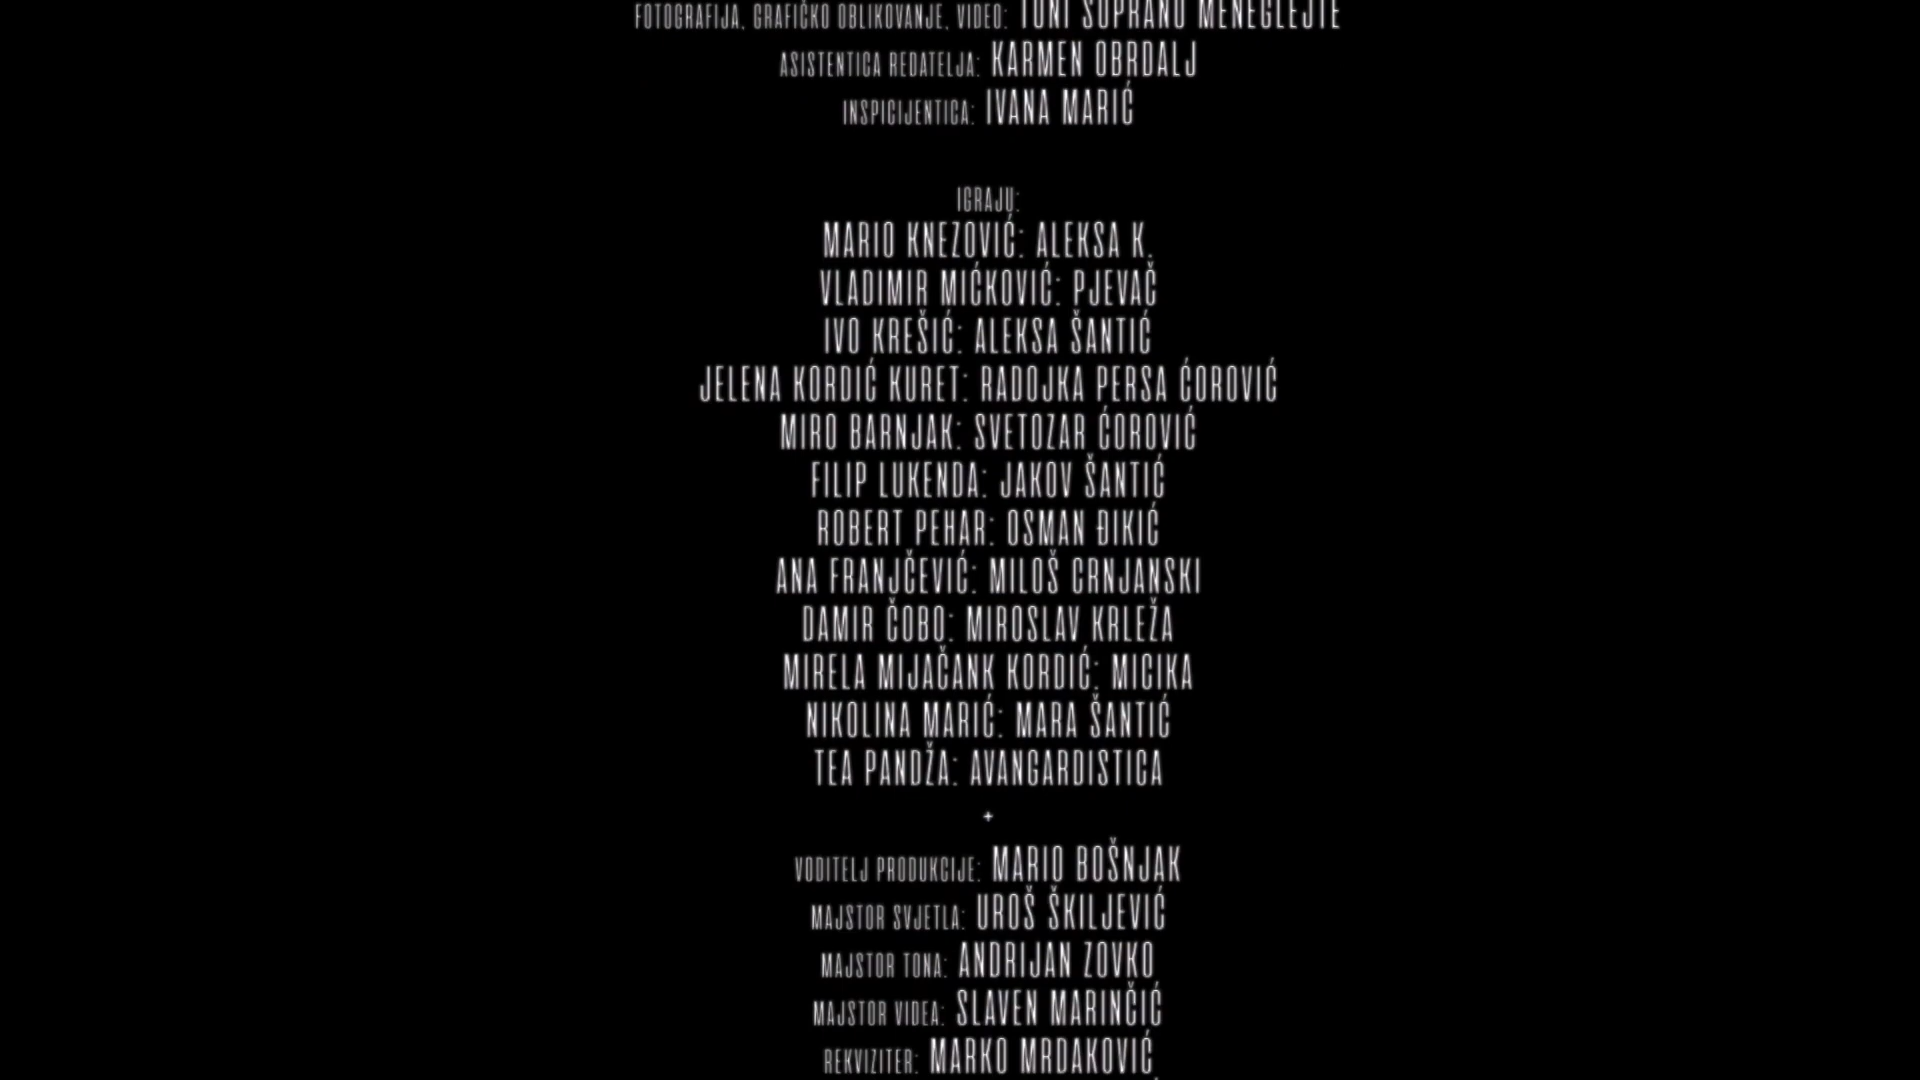 FOTOGRAFIJA, GRAFIČKO OBLIKOVANJE, VIDEO: TONI SOPRANO MENEGLEJTE
ASISTENTICA REDATELJA: KARMEN OBRDALJ
INSPICIJENTICA: IVANA MARIĆ
IGRAJU:
MARIO KNEZOVIĆ: ALEKSA K.
VLADIMIR MIĆKOVIĆ: PJEVAČ
IVO KREŠIĆ: ALEKSA ŠANTIĆ
JELENA KORDIĆ KURET: RADOJKA PERSA ĆOROVIĆ
MIRO BARNJAK: SVETOZAR ĆOROVIĆ
FILIP LUKENDA: JAKOV ŠANTIĆ
ROBERT PEHAR: OSMAN ĐIKIĆ
ANA FRANJČEVIĆ: MILOŠ CRNJANSKI
DAMIR ČOBO: MIROSLAV KRLEŽA
MIRELA MIJAČANK KORDIĆ: MICIKA
NIKOLINA MARIĆ: MARA ŠANTIĆ
TEA PANDŽA: AVANGARDISTICA
+
VODITELJ PRODUKCIJE: MARIO BOŠNJAK
MAJSTOR SVJETLA: UROŠ ŠKILJEVIĆ
MAJSTOR TONA: ANDRIJAN ZOVKO
MAJSTOR VIDEA: SLAVEN MARINČIĆ
REKVIZITER: MARKO MRDAKOVIĆ